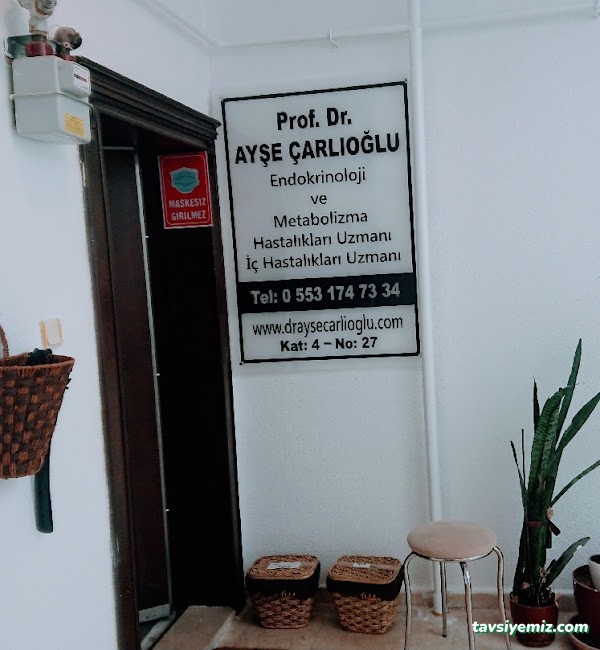 Prof. Dr.
AYŞE ÇARLIOĞLU
Endokrinoloji
ve
Metabolizma
Hastalıkları Uzmanı
İç Hastalıkları Uzmanı
Tel: 0 553 174 73 34
www.draysecarlioglu.com
Kat: 4 – No: 27
MASKESİZ
GİRİLMEZ
tavsiyemiz.com